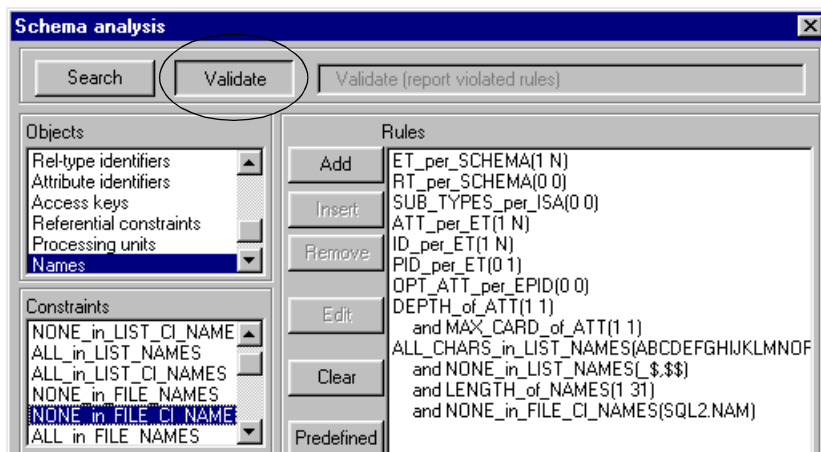 Schema analysis
Search
Validate
Validate (report violated rules)
Objects
Rel-type identifiers
Attribute identifiers
Access keys
Referential constraints
Processing units
Names
Constraints
NONE_in_LIST_CI_NAME
ALL_in_LIST_NAMES
ALL_in_LIST_CI_NAMES
NONE_in_FILE_NAMES
NONE_in_FILE_CI_NAME
ALL_in_FILE_NAMES
Rules
Add
Insert
Remove
Edit
Clear
Predefined
ET_per_SCHEMA(1 N)
RT_per_SCHEMA(0 0)
SUB_TYPES_per_ISA(0 0)
ATT_per_ET(1 N)
ID_per_ET(1 N)
PID_per_ET(0 1)
OPT_ATT_per_EPID(0 0)
DEPTH_of_ATT(1 1)
and MAX_CARD_of_ATT(1 1)
ALL_CHARS_in_LIST_NAMES(ABCDEFGHIJKLMNOP
and NONE_in_LIST_NAMES(_$,$$)
and LENGTH_of_NAMES(1 31)
and NONE_in_FILE_CI_NAMES(SQL2.NAM)